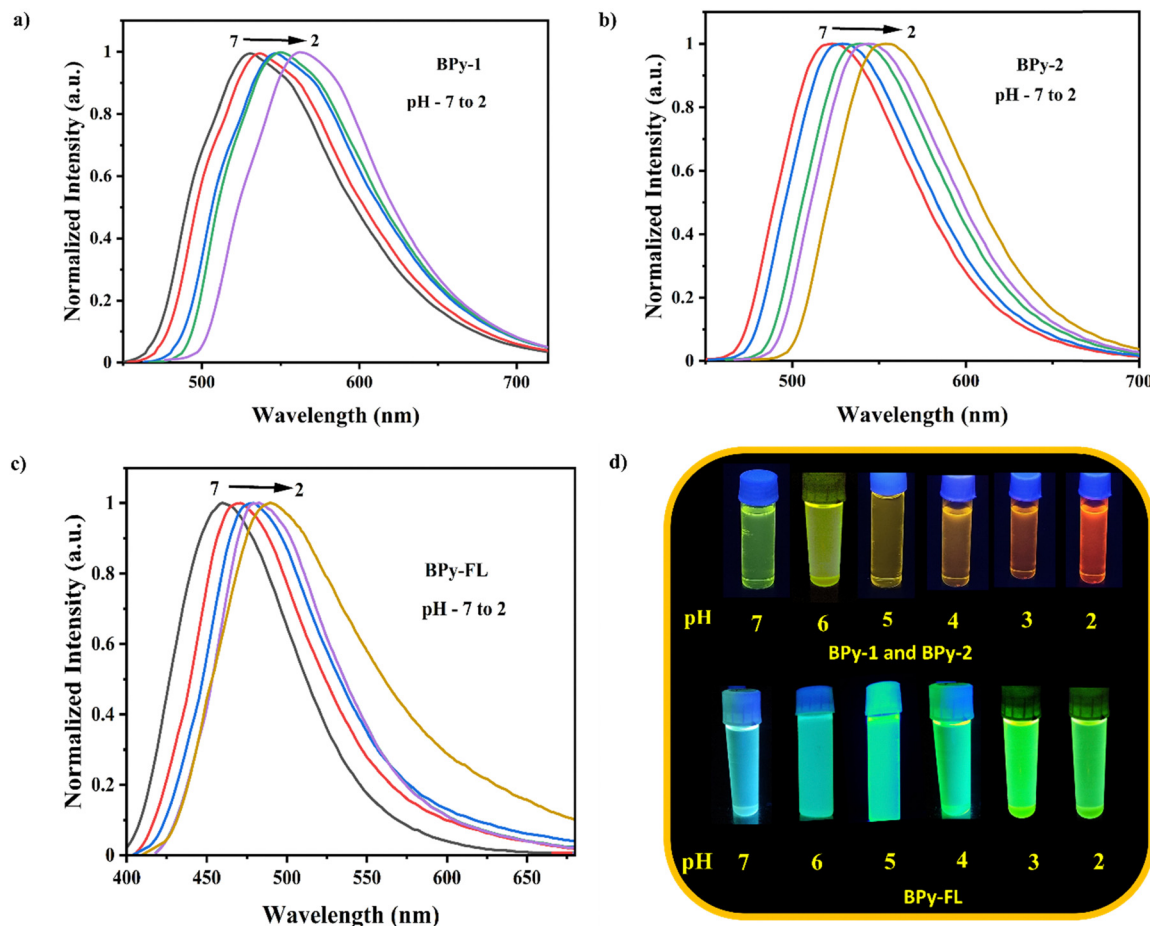 a)
7 2
BPy-1
pH - 7 to 2
Normalized Intensity (a.u.)
1
0.8
0.6
0.4
0.2
0
500 600 700
Wavelength (nm)
b)
7 2
BPy-2
pH - 7 to 2
Normalized Intensity (a.u.)
1
0.8
0.6
0.4
0.2
0
500 600 700
Wavelength (nm)
c)
7 2
BPy-FL
pH - 7 to 2
Normalized Intensity (a.u.)
1
0.8
0.6
0.4
0.2
0
400 450 500 550 600 650
Wavelength (nm)
d)
pH 7 6 5 4 3 2
BPy-1 and BPy-2
pH 7 6 5 4 3 2
BPy-FL